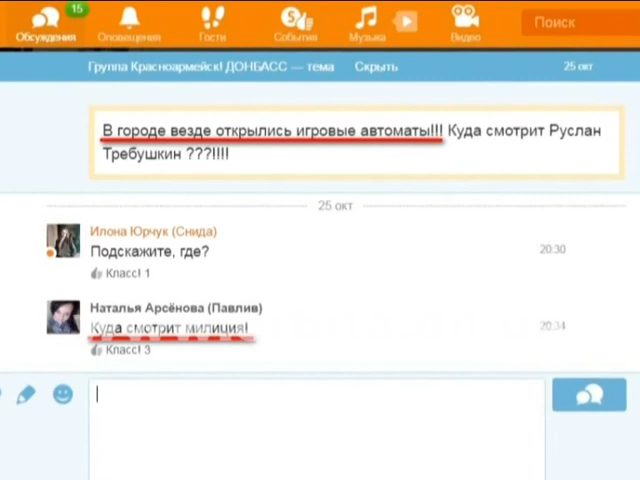 15
Обсуждения Оповещения Гости События Музыка Видео Поиск
Группа Красноармейск! ДОНБАСС — тема Скрыть 25 окт
В городе везде открылись игровые автоматы!!! Куда смотрит Руслан
Требушкин ???!!!!
25 окт
Илона Юрчук (Снида)
Подскажите, где? 20:30
Класс! 1
Наталья Арсёнова (Павлив)
Куда смотрит милиция! 20:34
Класс! 3